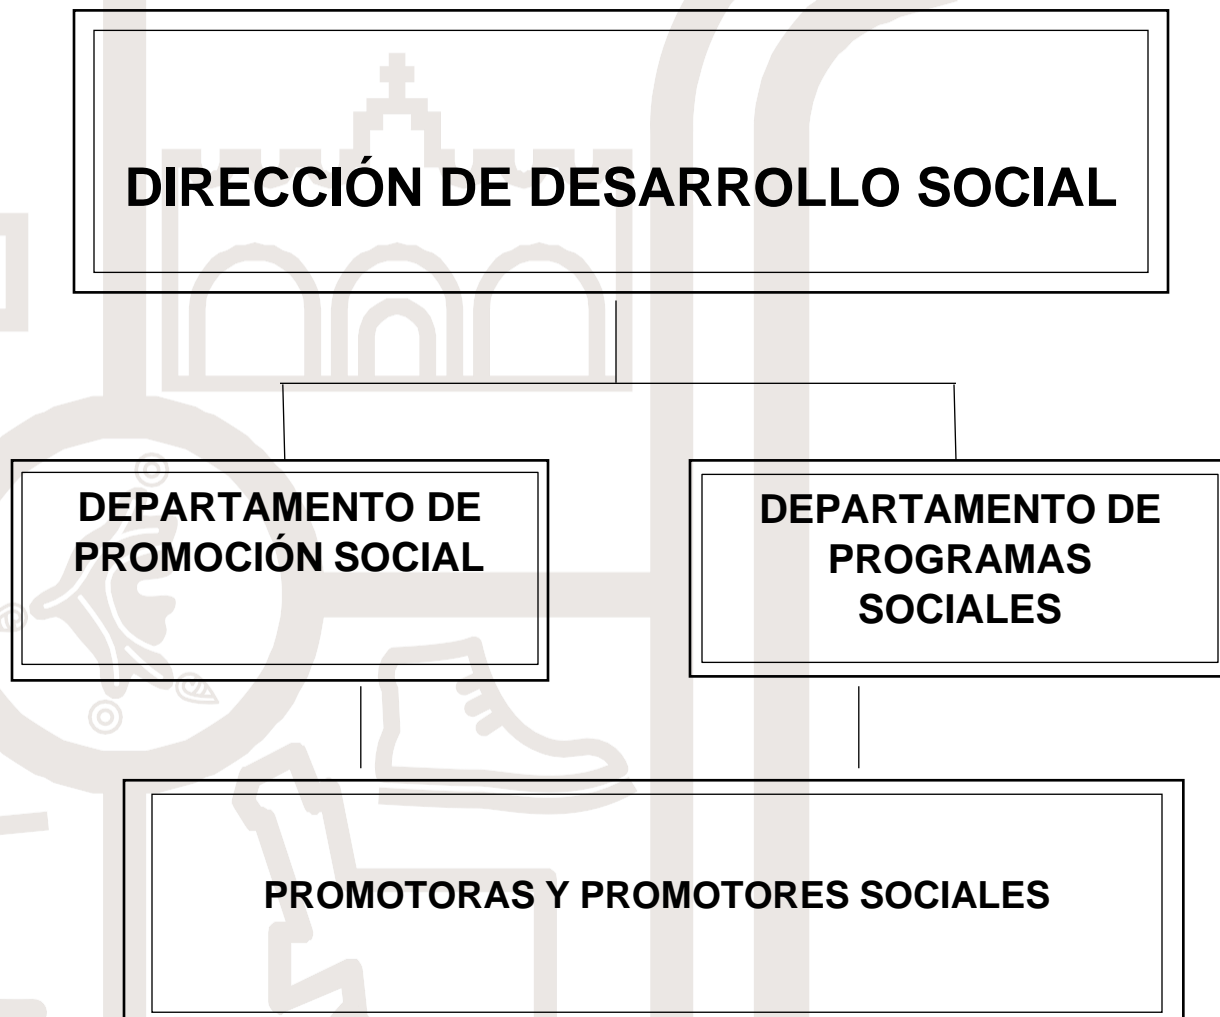 DIRECCIÓN DE DESARROLLO SOCIAL
DEPARTAMENTO DE
PROMOCIÓN SOCIAL
DEPARTAMENTO DE
PROGRAMAS
SOCIALES
PROMOTORAS Y PROMOTORES SOCIALES